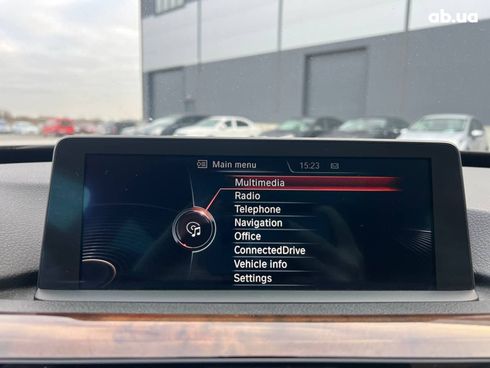 ab.ua
Main menu 15:23
Multimedia
Radio
Telephone
Navigation
Office
ConnectedDrive
Vehicle info
Settings